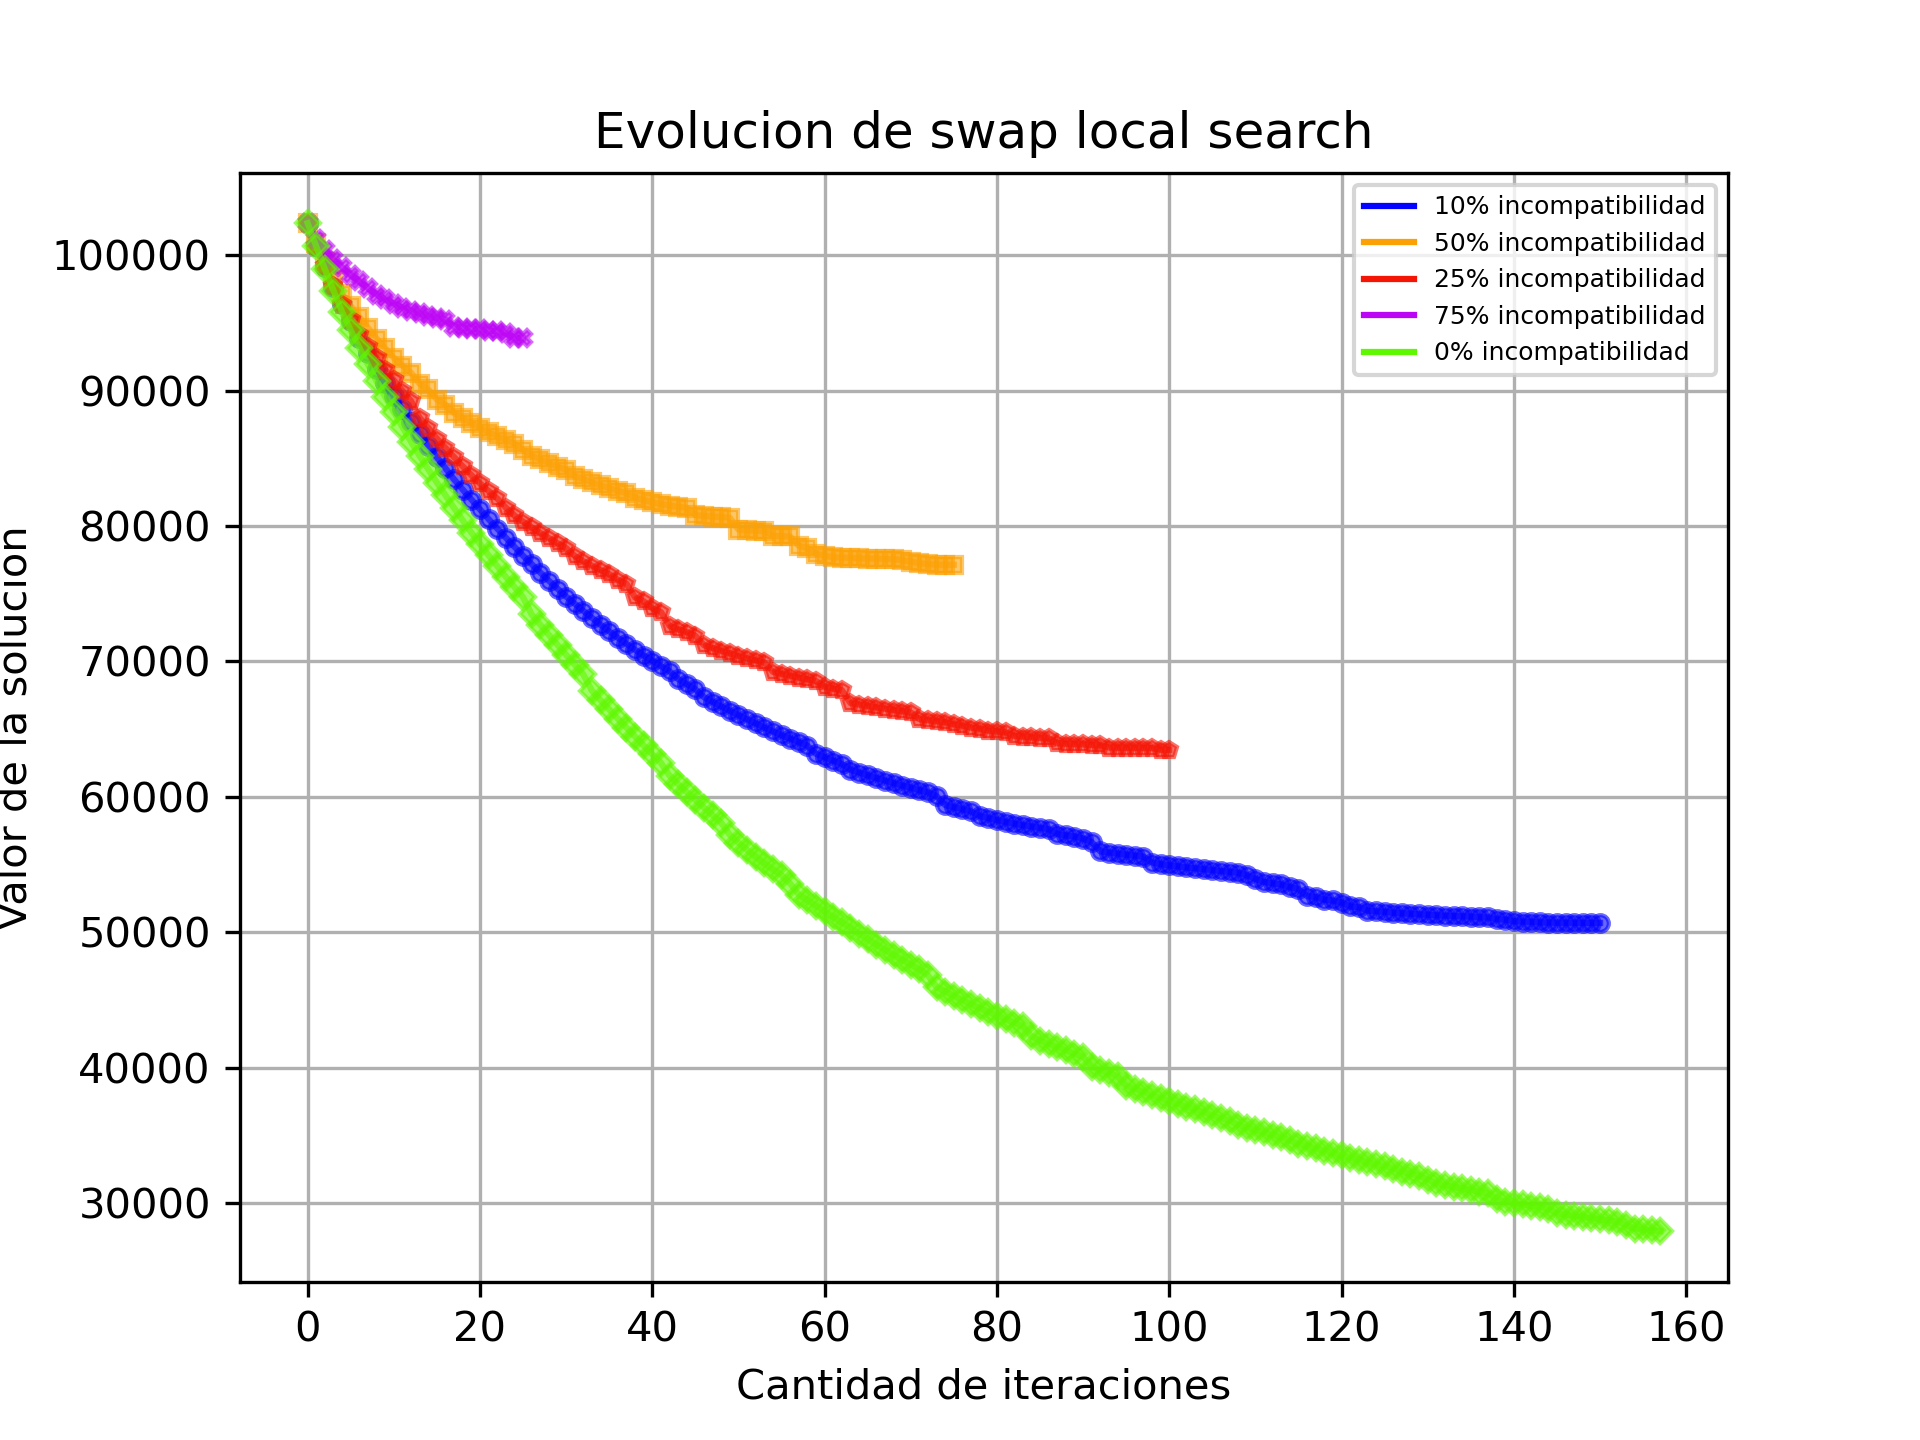 Evolucion de swap local search
10% incompatibilidad
50% incompatibilidad
25% incompatibilidad
75% incompatibilidad
0% incompatibilidad
Valor de la solucion
100000
90000
80000
70000
60000
50000
40000
30000
0 20 40 60 80 100 120 140 160
Cantidad de iteraciones